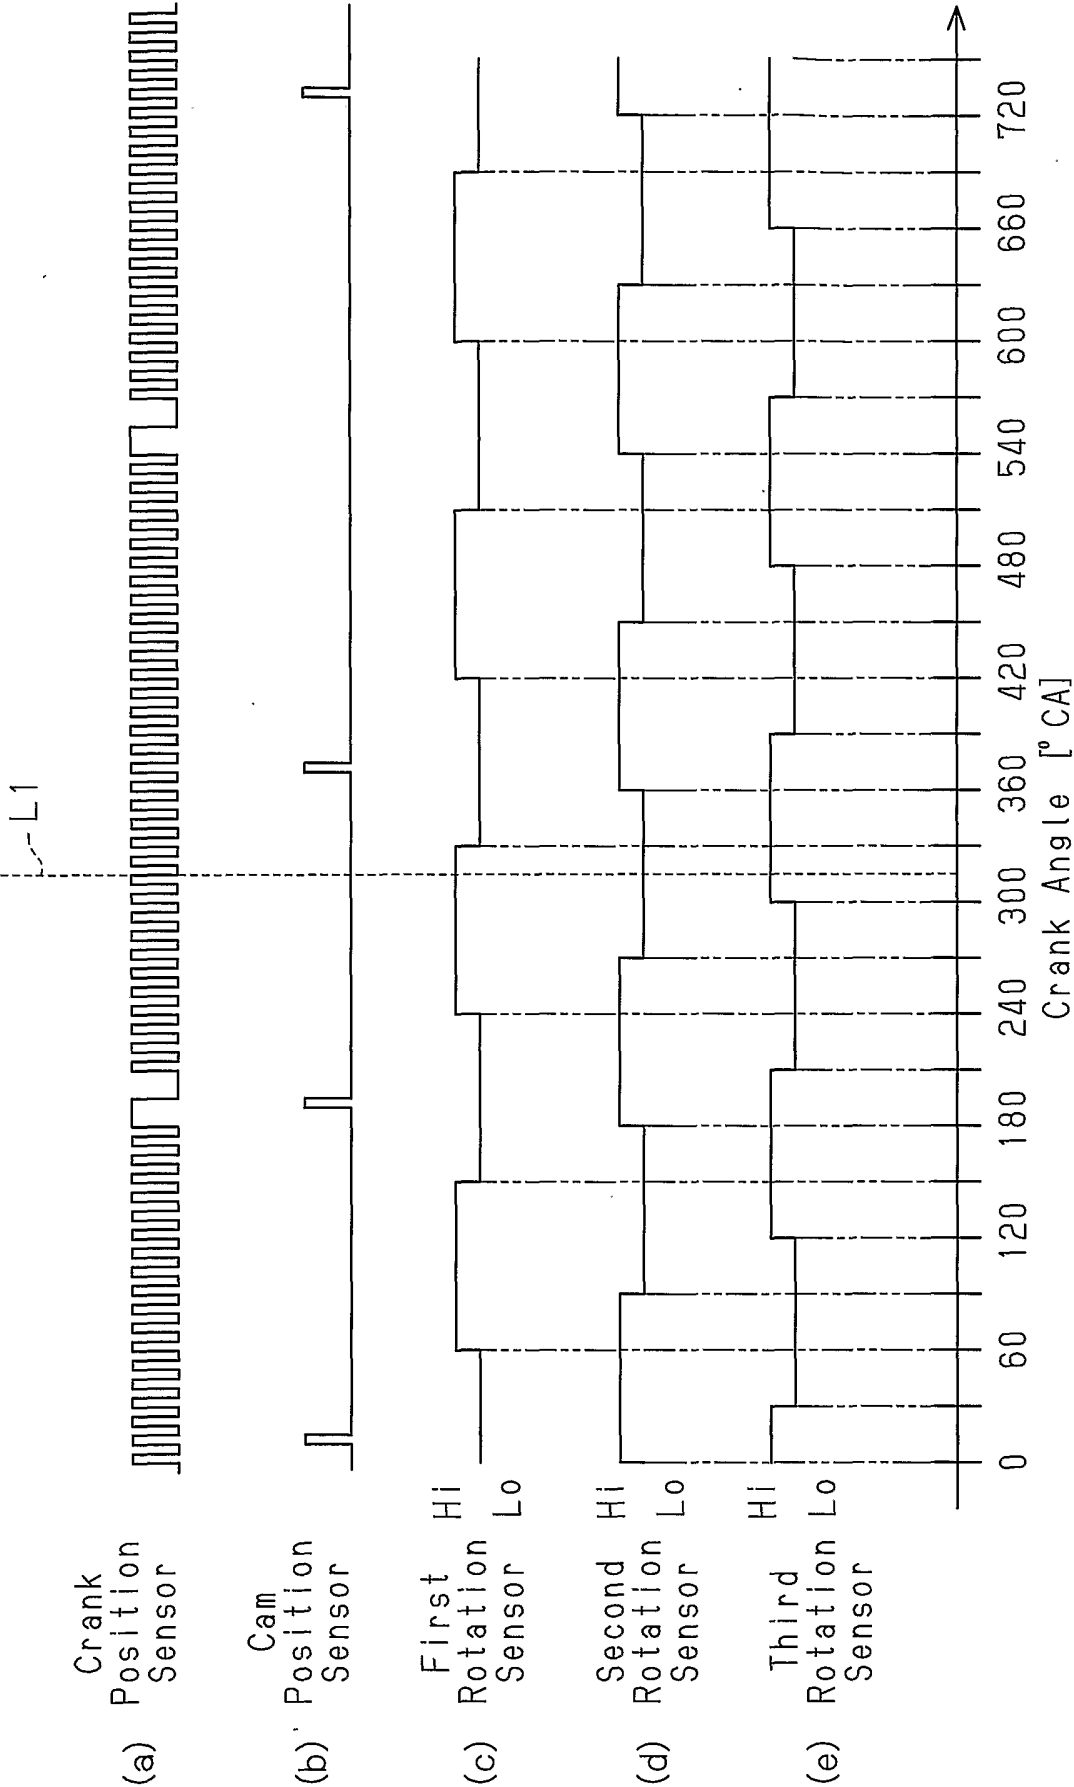 L1
(a) Crank
Position
Sensor
(b) Cam
Position
Sensor
(c) First
Rotation
Sensor
Hi
Lo
(d) Second
Rotation
Sensor
Hi
Lo
(e) Third
Rotation
Sensor
Hi
Lo
0 60 120 180 240 300 360 420 480 540 600 660 720
Crank Angle [° CA]